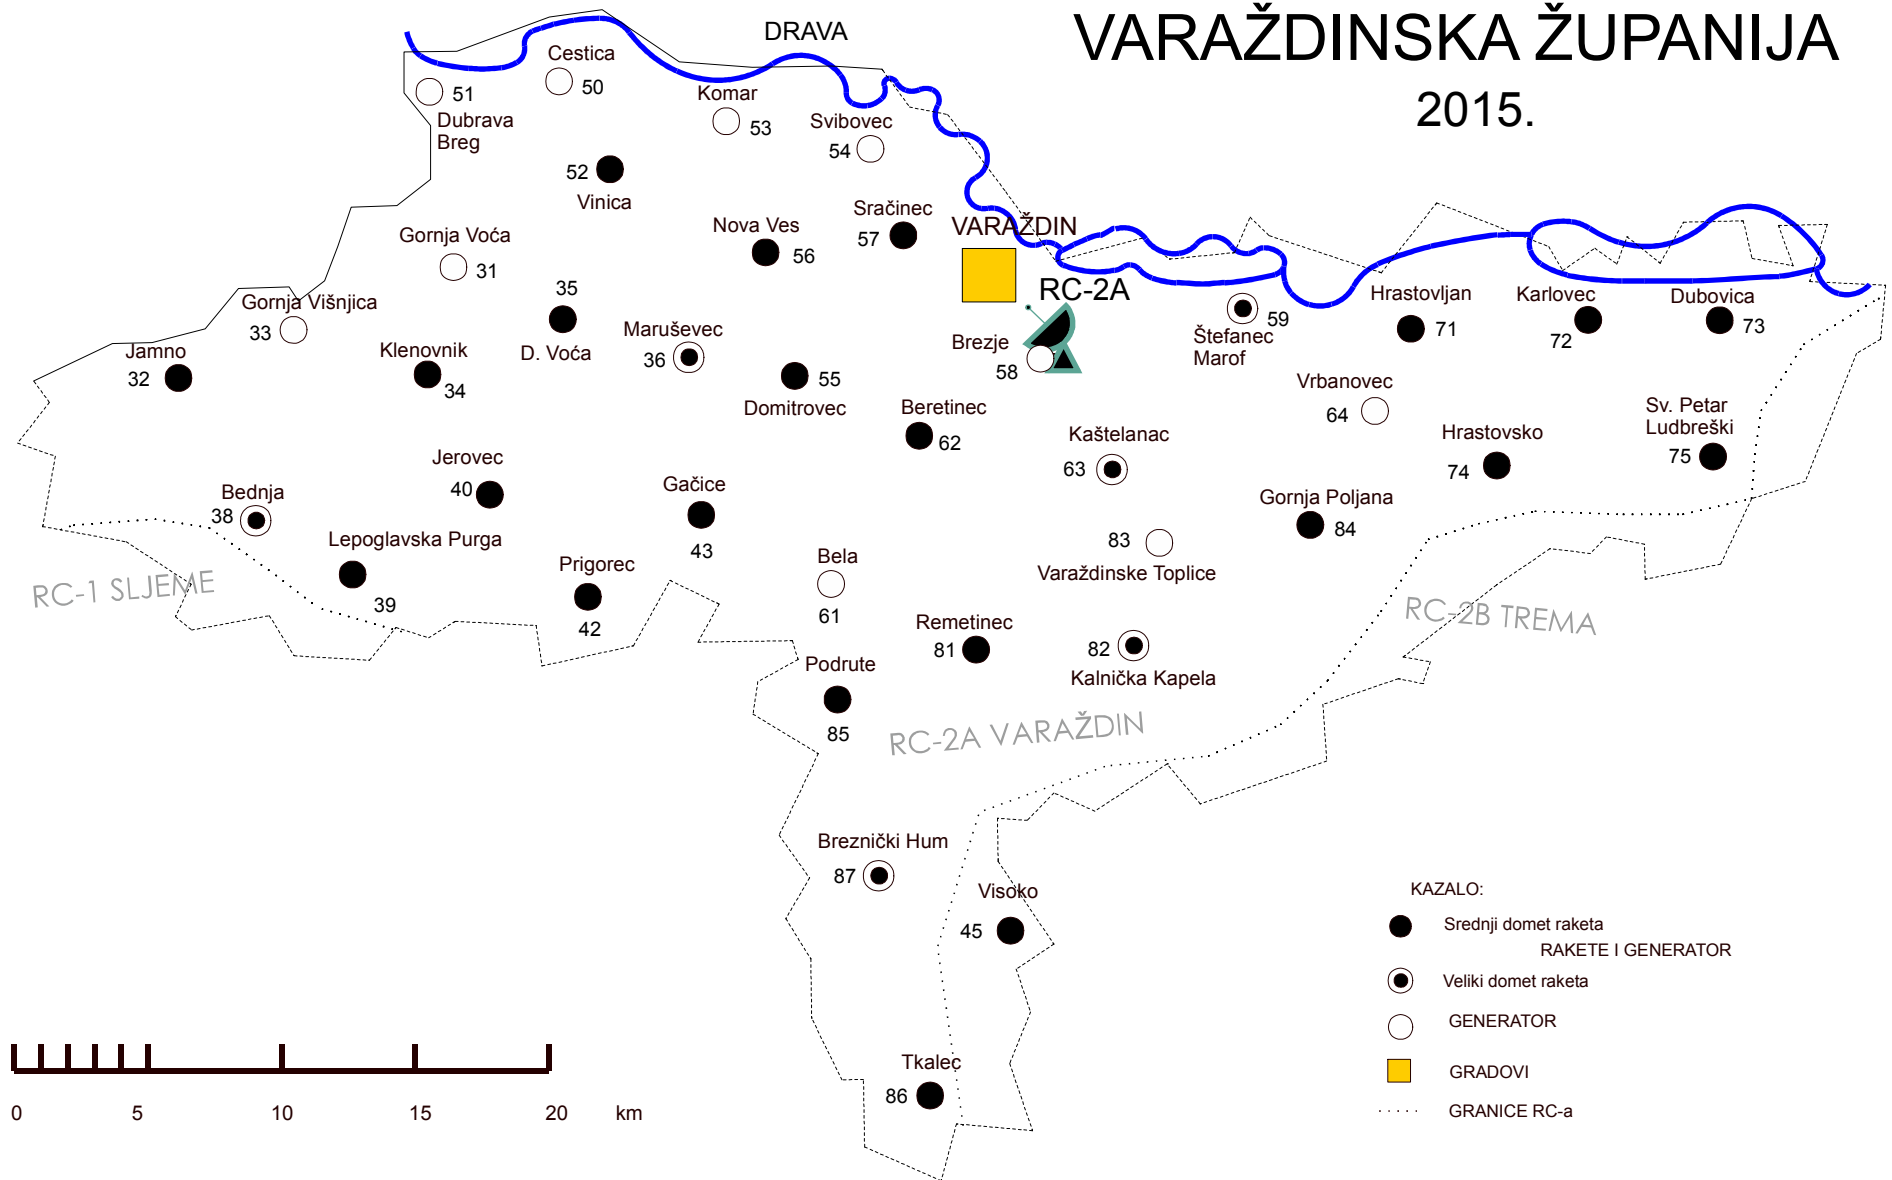 VARAŽDINSKA ŽUPANIJA
2015.
DRAVA
Cestica
50
51
Dubrava
Breg
Komar
53
Svibovec
54
52
Vinica
Gornja Voća
31
Nova Ves
56
Sračinec
57
VARAŽDIN
RC-2A
Gornja Višnjica
33
35
D. Voća
Maruševec
36
Brezje
58
59
Štefanec
Marof
Hrastovljan
71
Karlovec
72
Dubovica
73
Jamno
32
Klenovnik
34
55
Domitrovec
Beretinec
62
Vrbanovec
64
Kaštelanac
63
Hrastovsko
74
Sv. Petar
Ludbreški
75
Jerovec
40
Bednja
38
Gačice
43
Gornja Poljana
84
Lepoglavska Purga
39
Prigorec
42
Bela
61
83
Varaždinske Toplice
RC-1 SLJEME
RC-2B TREMA
Remetinec
81
82
Kalnička Kapela
Podrute
85
RC-2A VARAŽDIN
Breznički Hum
87
Visoko
45
Tkalec
86
KAZALO:
Srednji domet raketa
RAKETE I GENERATOR
Veliki domet raketa
GENERATOR
GRADOVI
GRANICE RC-a
0 5 10 15 20 km